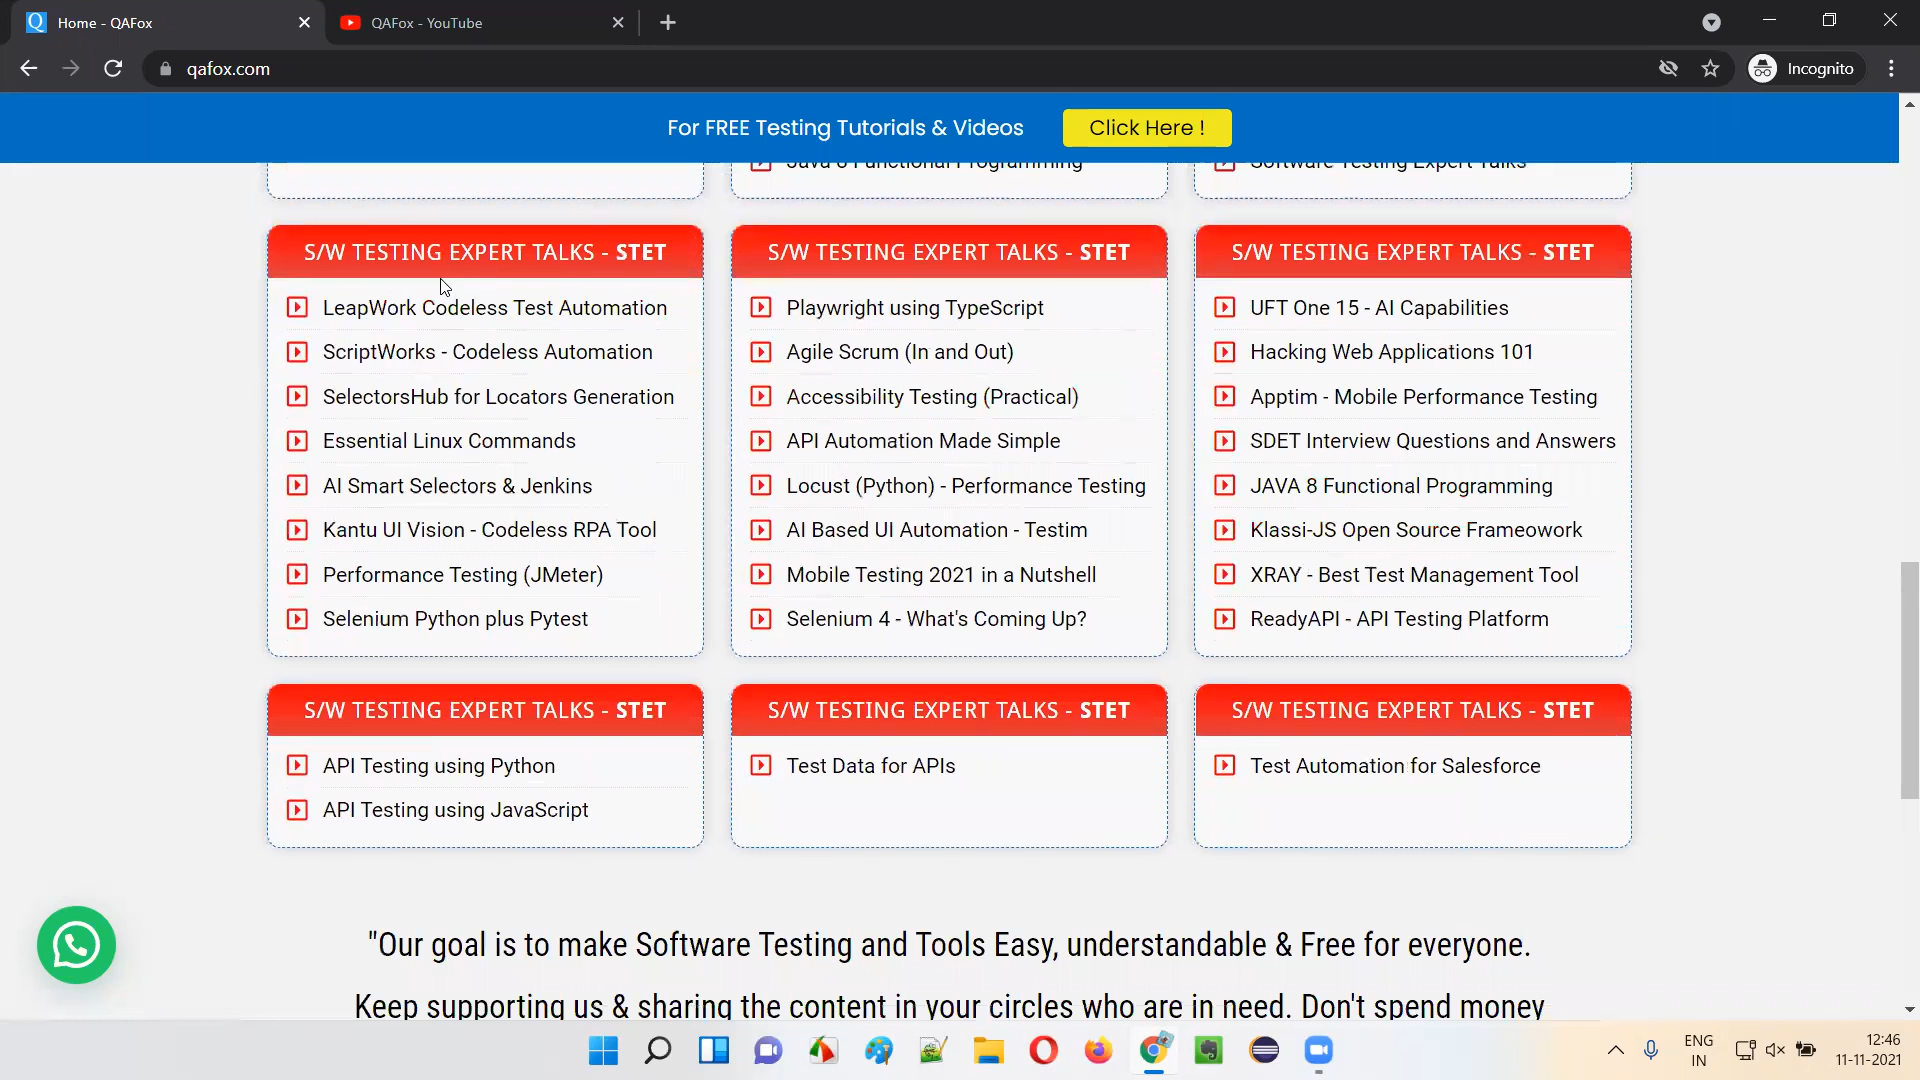 Home - QAFox
QAFox - YouTube
qafox.com
Incognito
For FREE Testing Tutorials & Videos
Click Here !
Java 8 Functional Programming
Software Testing Expert Talks
S/W TESTING EXPERT TALKS - STET
LeapWork Codeless Test Automation
ScriptWorks - Codeless Automation
SelectorsHub for Locators Generation
Essential Linux Commands
AI Smart Selectors & Jenkins
Kantu UI Vision - Codeless RPA Tool
Performance Testing (JMeter)
Selenium Python plus Pytest
S/W TESTING EXPERT TALKS - STET
Playwright using TypeScript
Agile Scrum (In and Out)
Accessibility Testing (Practical)
API Automation Made Simple
Locust (Python) - Performance Testing
AI Based UI Automation - Testim
Mobile Testing 2021 in a Nutshell
Selenium 4 - What's Coming Up?
S/W TESTING EXPERT TALKS - STET
UFT One 15 - AI Capabilities
Hacking Web Applications 101
Apptim - Mobile Performance Testing
SDET Interview Questions and Answers
JAVA 8 Functional Programming
Klassi-JS Open Source Frameowork
XRAY - Best Test Management Tool
ReadyAPI - API Testing Platform
S/W TESTING EXPERT TALKS - STET
API Testing using Python
API Testing using JavaScript
S/W TESTING EXPERT TALKS - STET
Test Data for APIs
S/W TESTING EXPERT TALKS - STET
Test Automation for Salesforce
"Our goal is to make Software Testing and Tools Easy, understandable & Free for everyone.
Keep supporting us & sharing the content in your circles who are in need. Don't spend money
ENG
IN
12:46
11-11-2021